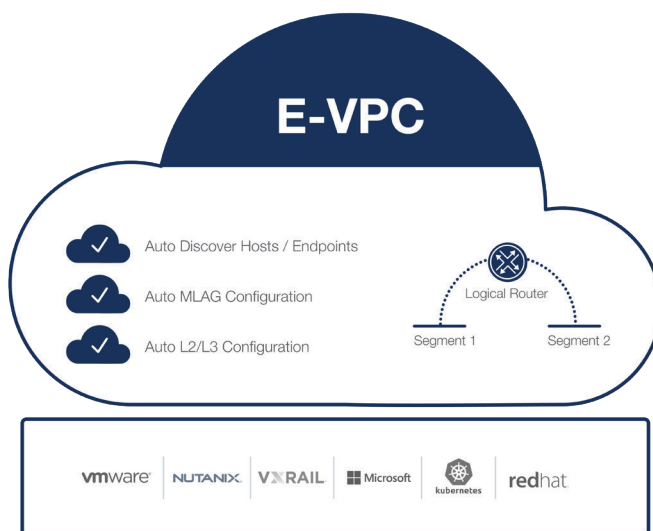 E-VPC
Auto Discover Hosts / Endpoints
Auto MLAG Configuration
Auto L2/L3 Configuration
Logical Router
Segment 1
Segment 2
vmware
NUTANIX
VXRAIL
Microsoft
kubernetes
redhat